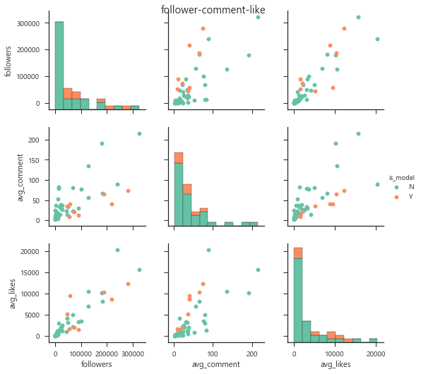 follower-comment-like
followers
300000
200000
100000
0
avg_comment
200
150
100
50
0
is_model
N
Y
avg_likes
20000
15000
10000
5000
0
0 100000 200000 300000
0 100 200
0 10000 20000
followers avg_comment avg_likes